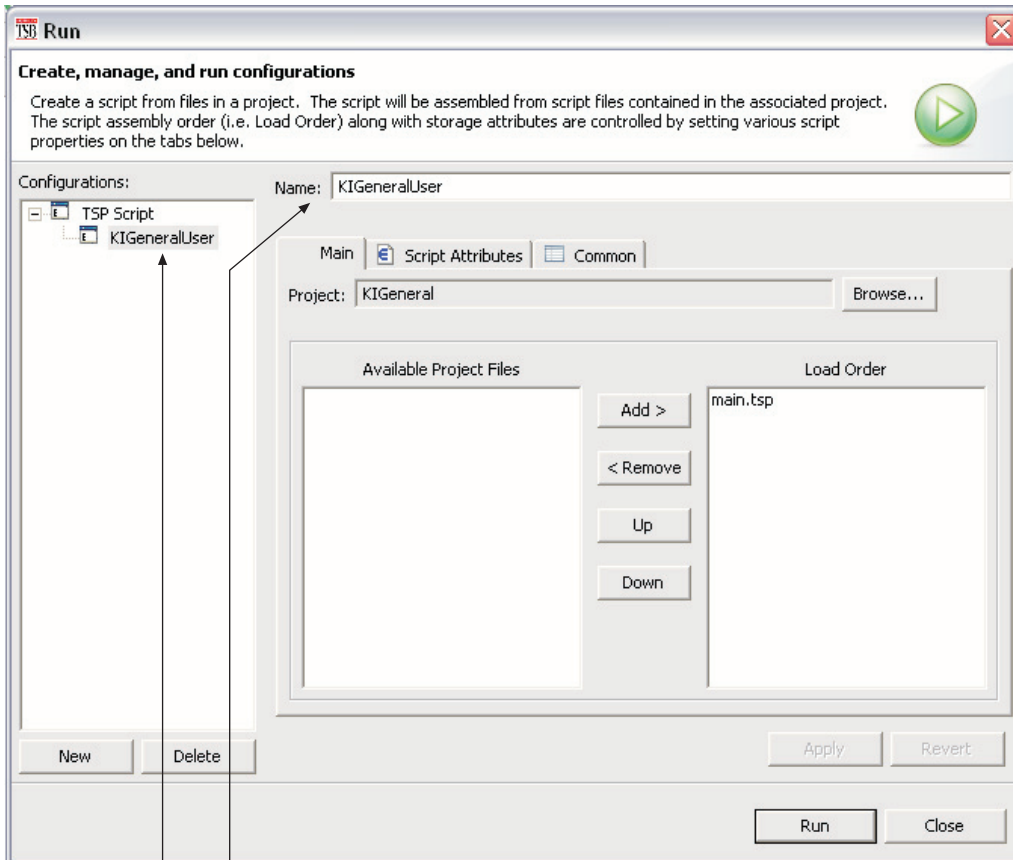 TSB Run
Create, manage, and run configurations
Create a script from files in a project. The script will be assembled from script files contained in the associated project.
The script assembly order (i.e. Load Order) along with storage attributes are controlled by setting various script
properties on the tabs below.
Configurations:
TSP Script
KIGeneralUser
Name: KIGeneralUser
Main Script Attributes Common
Project: KIGeneral Browse...
Available Project Files
Load Order
main.tsp
Add >
< Remove
Up
Down
New Delete
Apply Revert
Run Close